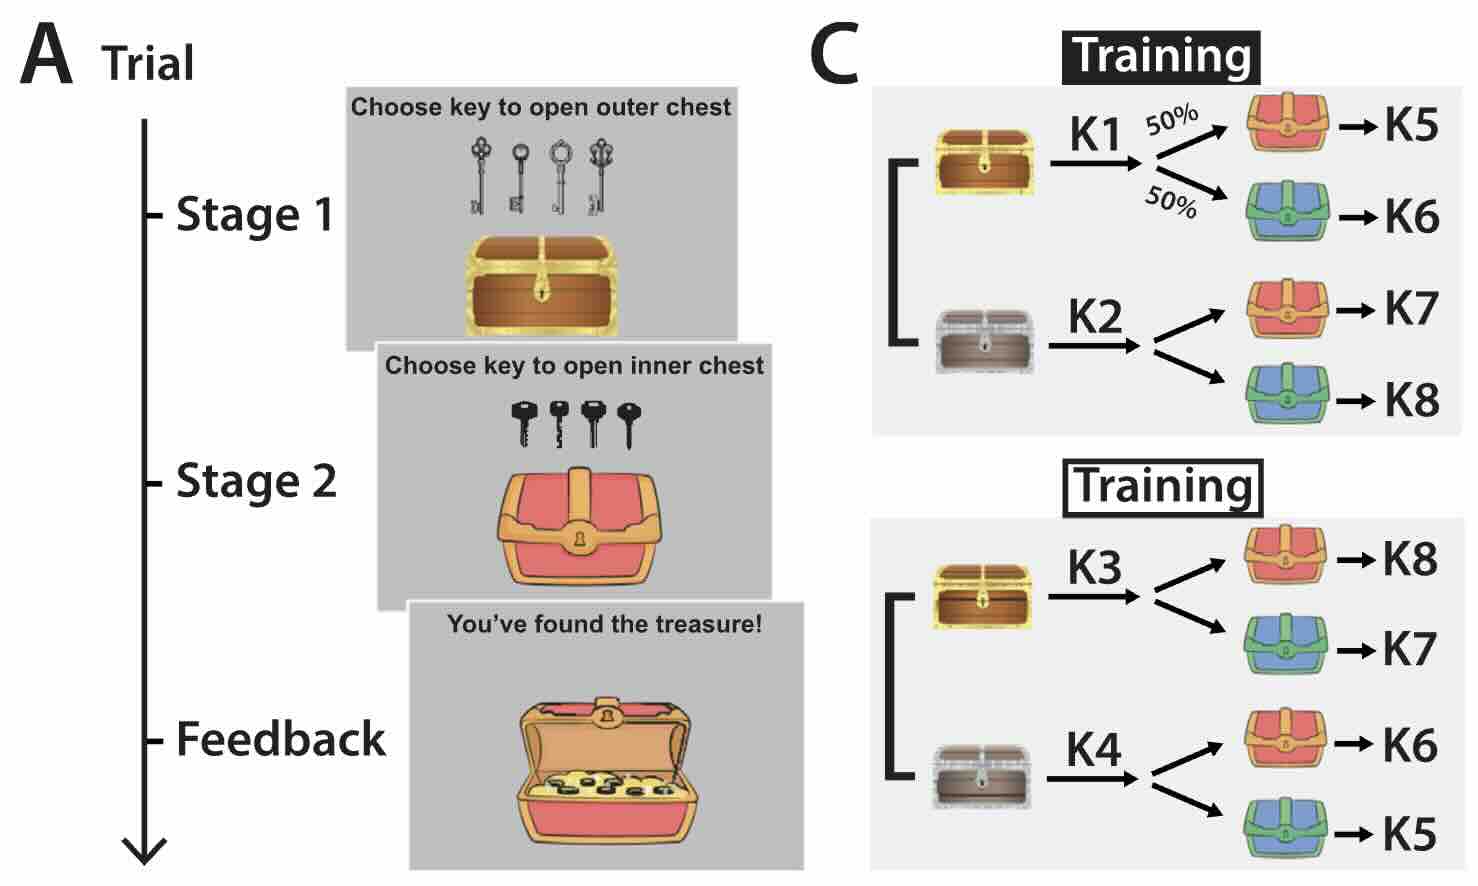 A Trial
Stage 1
Choose key to open outer chest
Stage 2
Choose key to open inner chest
Feedback
You've found the treasure!
C
Training
K1
50%
50%
K5
K6
K2
K7
K8
Training
K3
K8
K7
K4
K6
K5